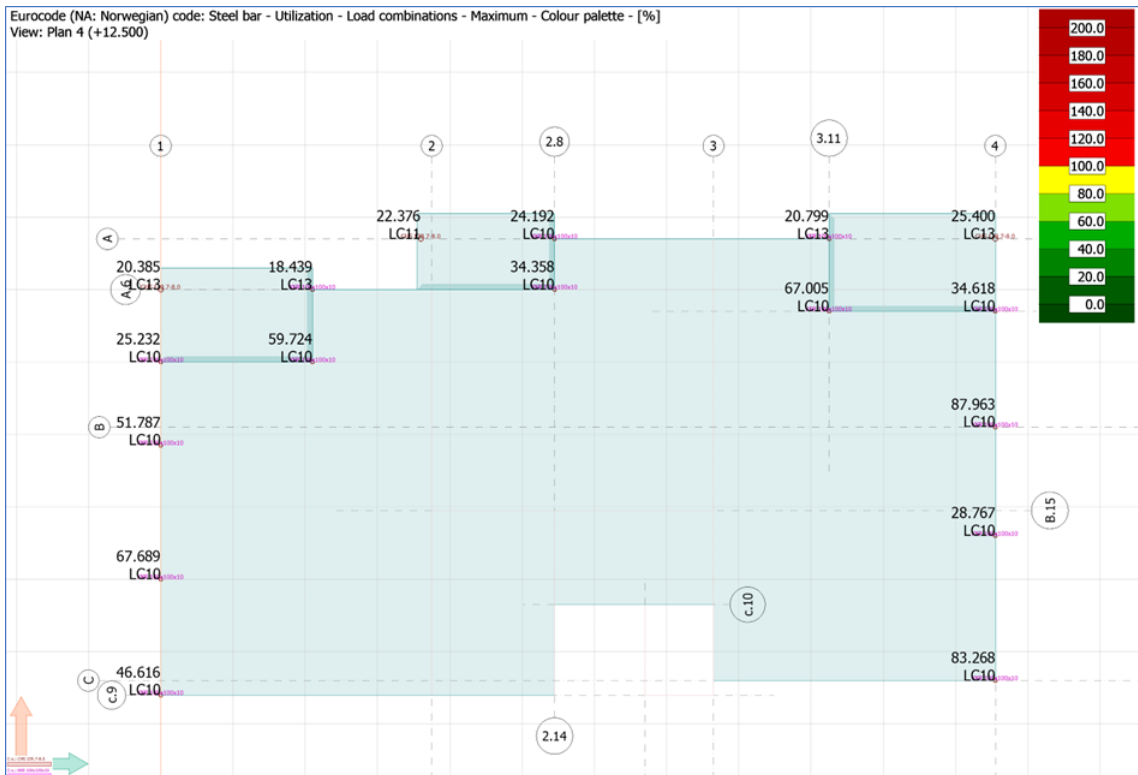 Eurocode (NA: Norwegian) code: Steel bar - Utilization - Load combinations - Maximum - Colour palette - [%]
View: Plan 4 (+12.500)
200.0
180.0
160.0
140.0
120.0
100.0
80.0
60.0
40.0
20.0
0.0
1
2
2.8
3
3.11
4
A
22.376
LC11
24.192
LC10
20.799
LC13
25.400
LC13
A.6
20.385
LC13
18.439
LC13
34.358
LC10
67.005
LC10
34.618
LC10
25.232
LC10
59.724
LC10
B
51.787
LC10
87.963
LC10
B.15
28.767
LC10
67.689
LC10
c.10
C
c.9
46.616
LC10
83.268
LC10
2.14